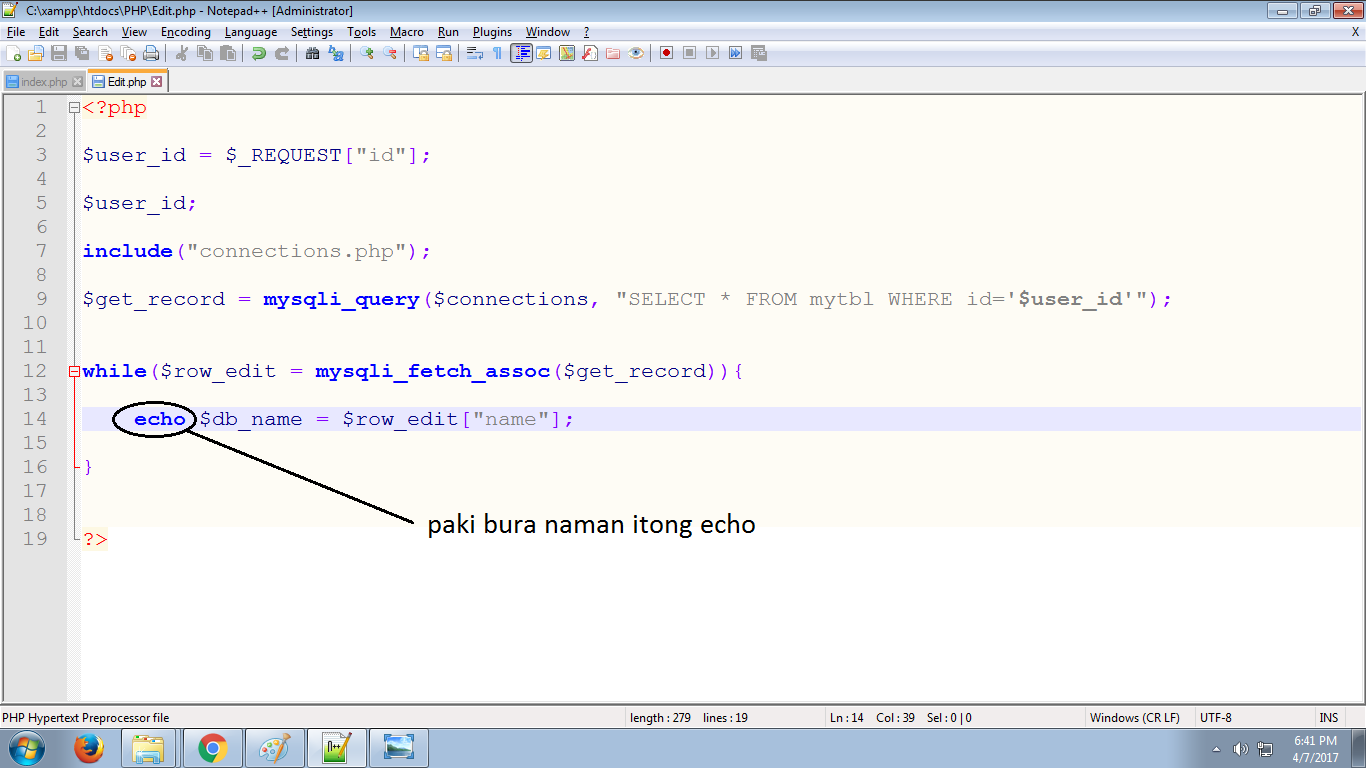 C:\xampp\htdocs\PHP\Edit.php - Notepad++ [Administrator]
File Edit Search View Encoding Language Settings Tools Macro Run Plugins Window ? X
index.php Edit.php
1 <?php
2
3 $user_id = $_REQUEST["id"];
4
5 $user_id;
6
7 include("connections.php");
8
9 $get_record = mysqli_query($connections, "SELECT * FROM mytbl WHERE id='$user_id'");
10
11
12 while($row_edit = mysqli_fetch_assoc($get_record)){
13
14 echo $db_name = $row_edit["name"];
15
16 }
17
18
paki bura naman itong echo
19 ?>
PHP Hypertext Preprocessor file length : 279 lines : 19 Ln : 14 Col : 39 Sel : 0 | 0 Windows (CR LF) UTF-8 INS
6:41 PM
4/7/2017